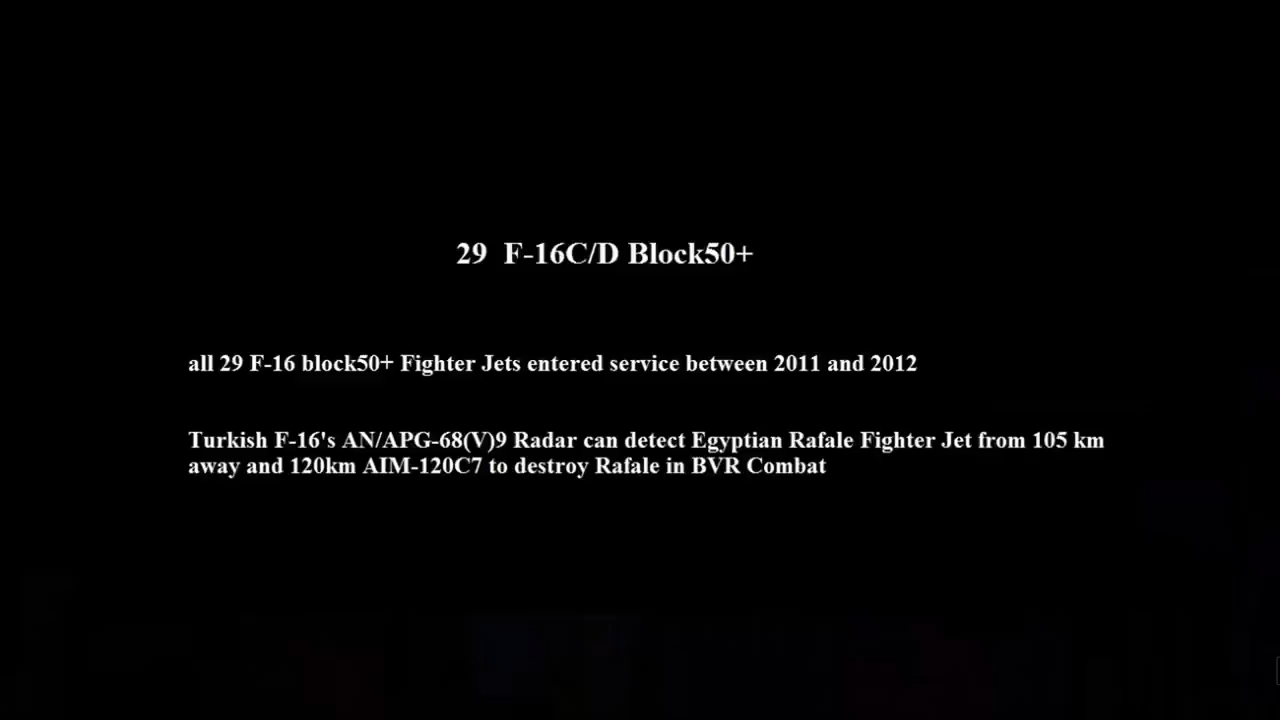 29 F-16C/D Block50+
all 29 F-16 block50+ Fighter Jets entered service between 2011 and 2012
Turkish F-16's AN/APG-68(V)9 Radar can detect Egyptian Rafale Fighter Jet from 105 km
away and 120km AIM-120C7 to destroy Rafale in BVR Combat